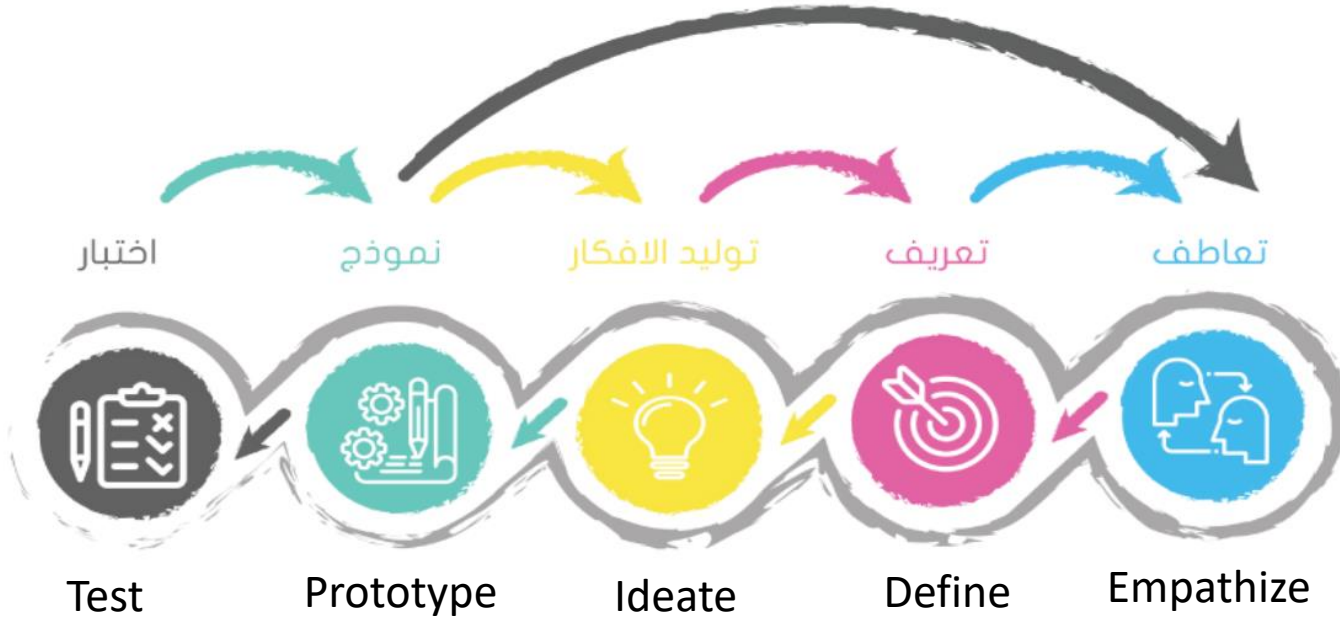 تعاطف
تعريف
توليد الافكار
نموذج
اختبار
Empathize
Define
Ideate
Prototype
Test